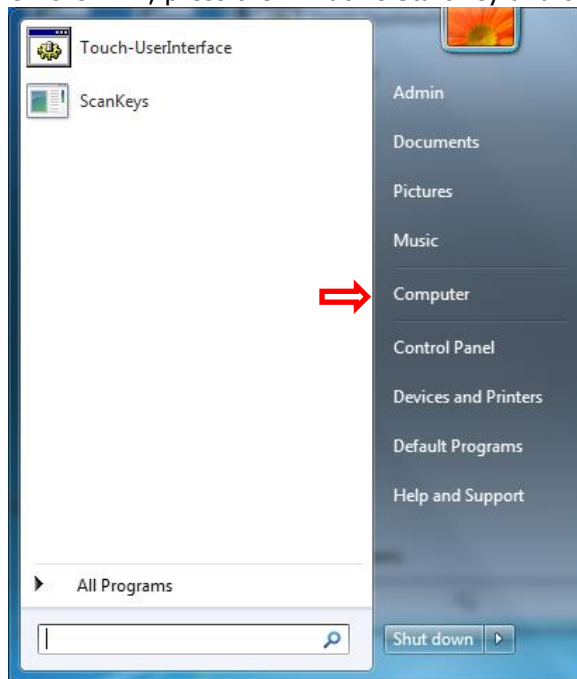 Touch-UserInterface
ScanKeys
Admin
Documents
Pictures
Music
Computer
Control Panel
Devices and Printers
Default Programs
Help and Support
All Programs
Shut down